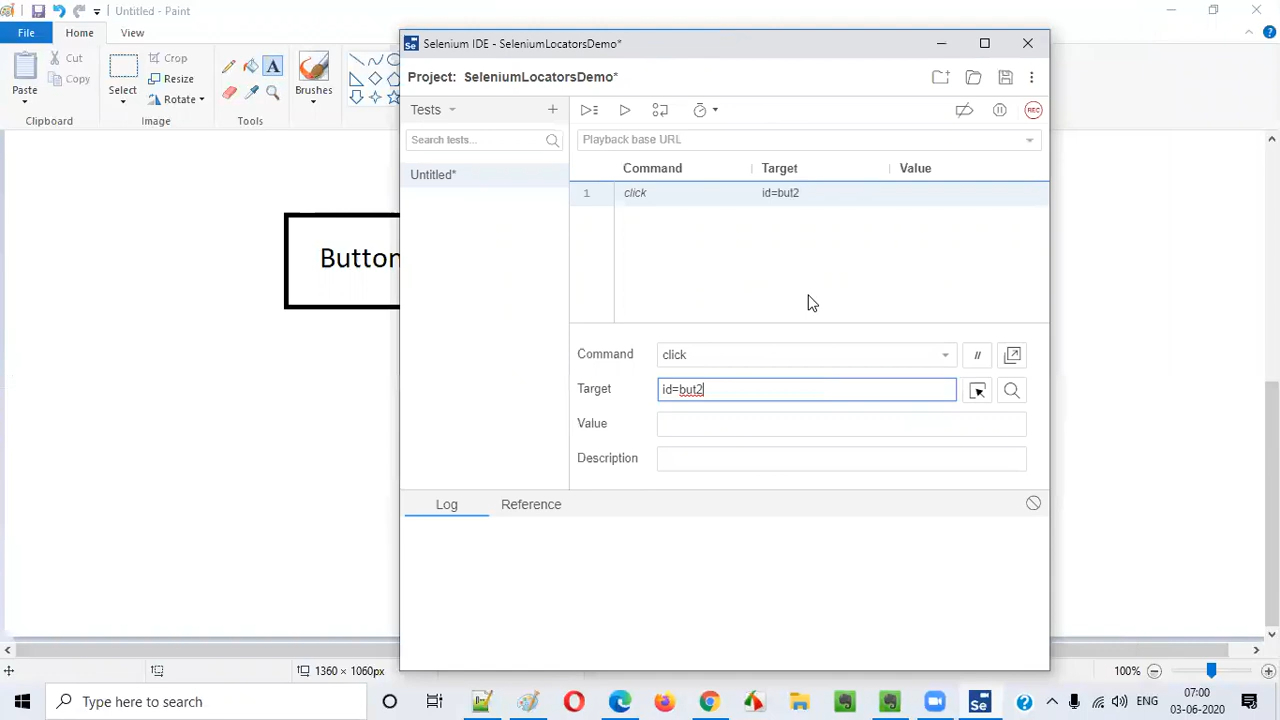 Untitled - Paint
File
Home
View
Paste
Cut
Copy
Clipboard
Select
Crop
Resize
Rotate
Image
A
Tools
Brushes
Button
Se
Selenium IDE - SeleniumLocatorsDemo*
Project: SeleniumLocatorsDemo*
Tests
REC
Search tests...
Playback base URL
Untitled*
Command Target Value
1 click id=but2
Command click //
Target id=but2
Value
Description
Log Reference
1360 × 1060px
100%
Type here to search
Se
ENG
07:00
03-06-2020